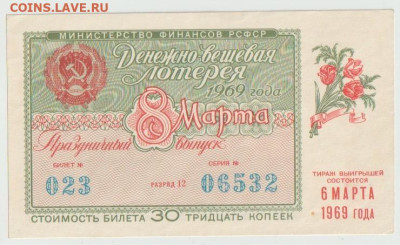 COINS.LAVE.RU
МИНИСТЕРСТВО ФИНАНСОВ РСФСР
Денежно-вещевая
лотерея
1969 года
8 Марта
Праздничный выпуск
БИЛЕТ №
СЕРИЯ №
023
РАЗРЯД 12
06532
СТОИМОСТЬ БИЛЕТА 30 ТРИДЦАТЬ КОПЕЕК
ТИРАЖ ВЫИГРЫШЕЙ
СОСТОИТСЯ
6 МАРТА
1969 ГОДА